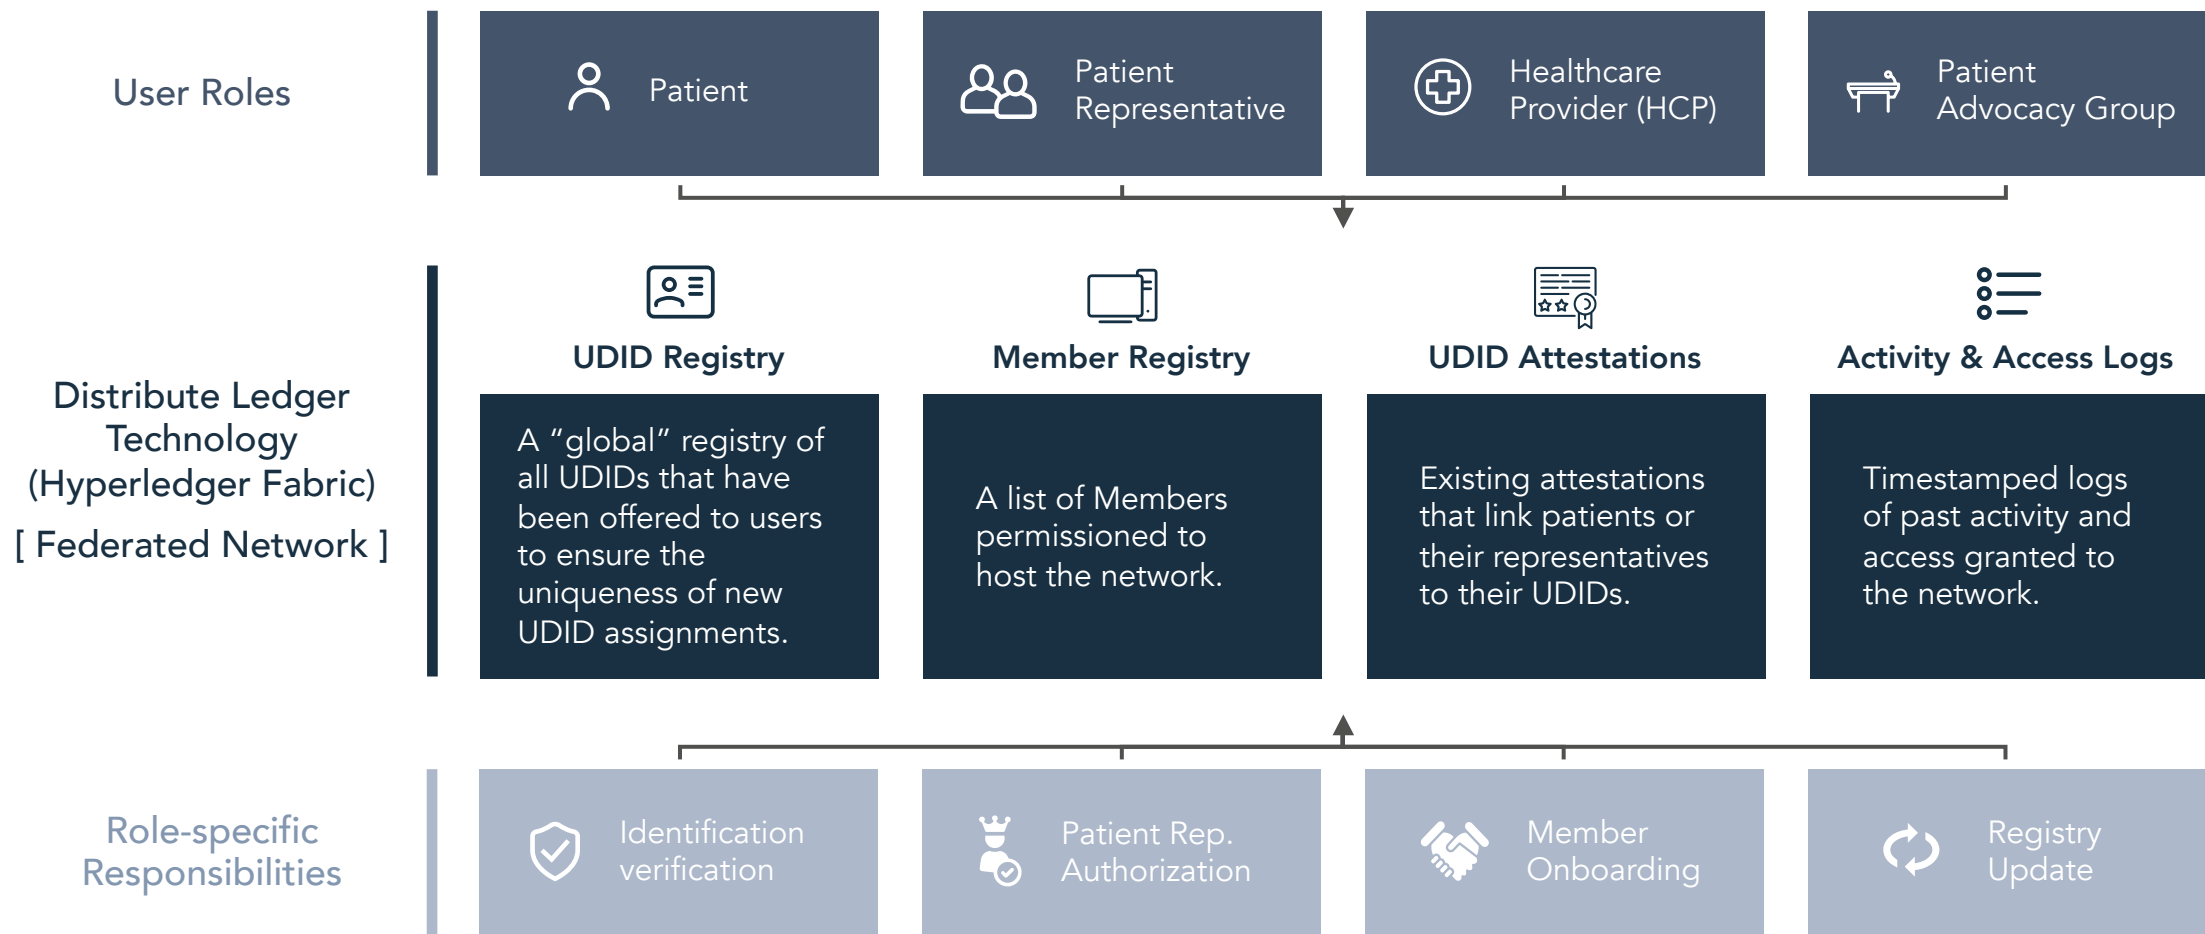 User Roles
Patient
Patient
Representative
Healthcare
Provider (HCP)
Patient
Advocacy Group
Distribute Ledger
Technology
(Hyperledger Fabric)
[ Federated Network ]
UDID Registry
A “global” registry of
all UDIDs that have
been offered to users
to ensure the
uniqueness of new
UDID assignments.
Member Registry
A list of Members
permissioned to
host the network.
UDID Attestations
Existing attestations
that link patients or
their representatives
to their UDIDs.
Activity & Access Logs
Timestamped logs
of past activity and
access granted to
the network.
Role-specific
Responsibilities
Identification
verification
Patient Rep.
Authorization
Member
Onboarding
Registry
Update